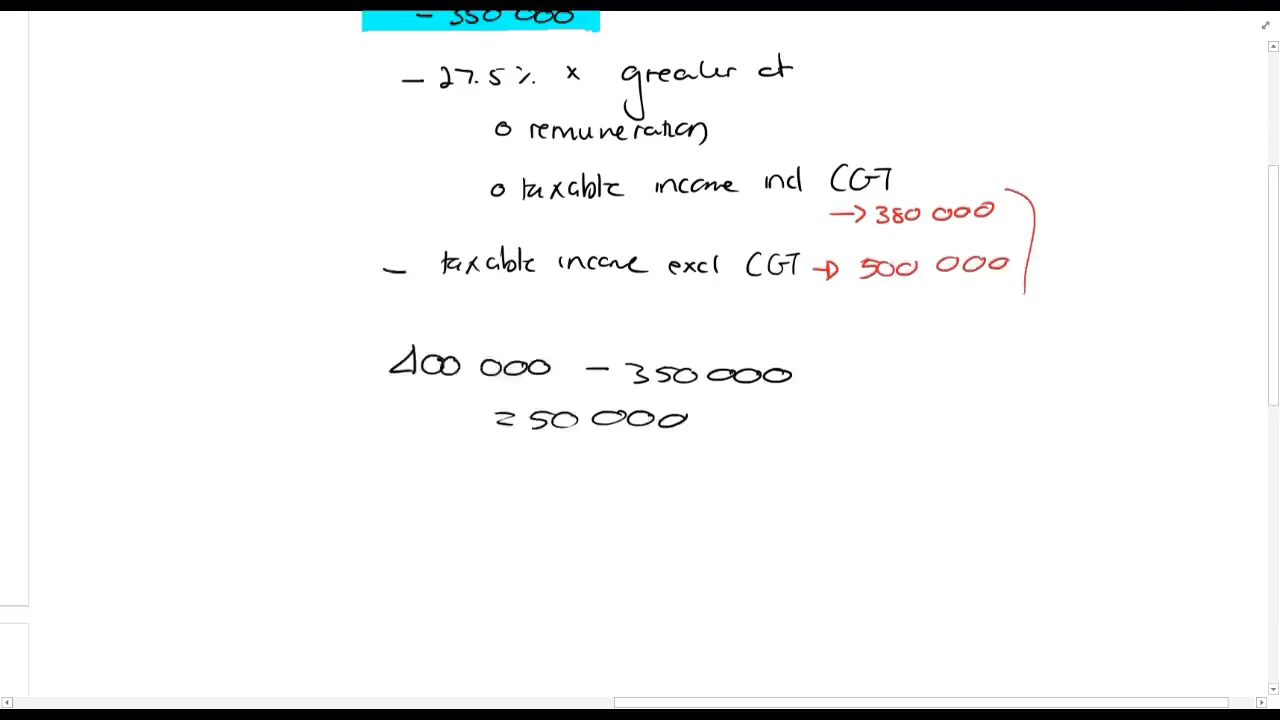 - 350 000
- 27.5% x greater of
o remuneration
o taxable income incl CGT
→ 380 000
- taxable income excl CGT → 500 000
400 000 - 350 000
= 50 000